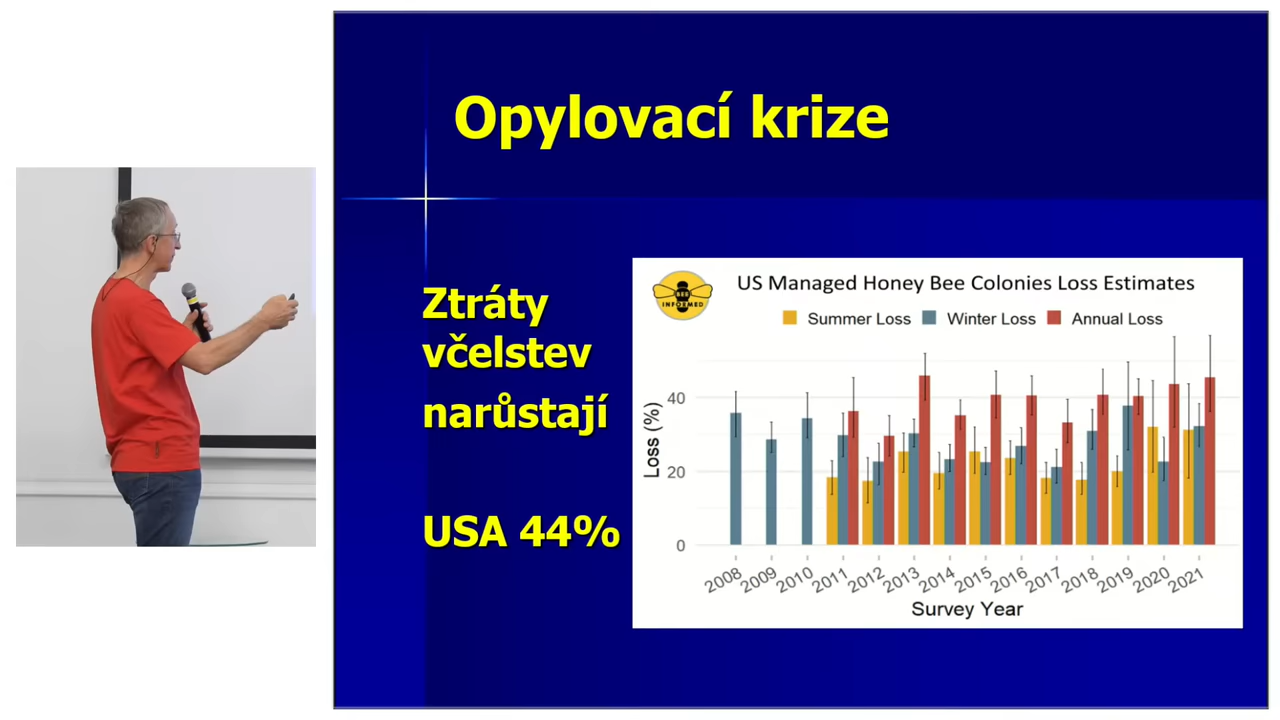 Opylovací krize
Ztráty
včelstev
narůstají
USA 44%
BEE
INFORMED
US Managed Honey Bee Colonies Loss Estimates
Summer Loss Winter Loss Annual Loss
Loss (%)
40
20
0
2008 2009 2010 2011 2012 2013 2014 2015 2016 2017 2018 2019 2020 2021
Survey Year